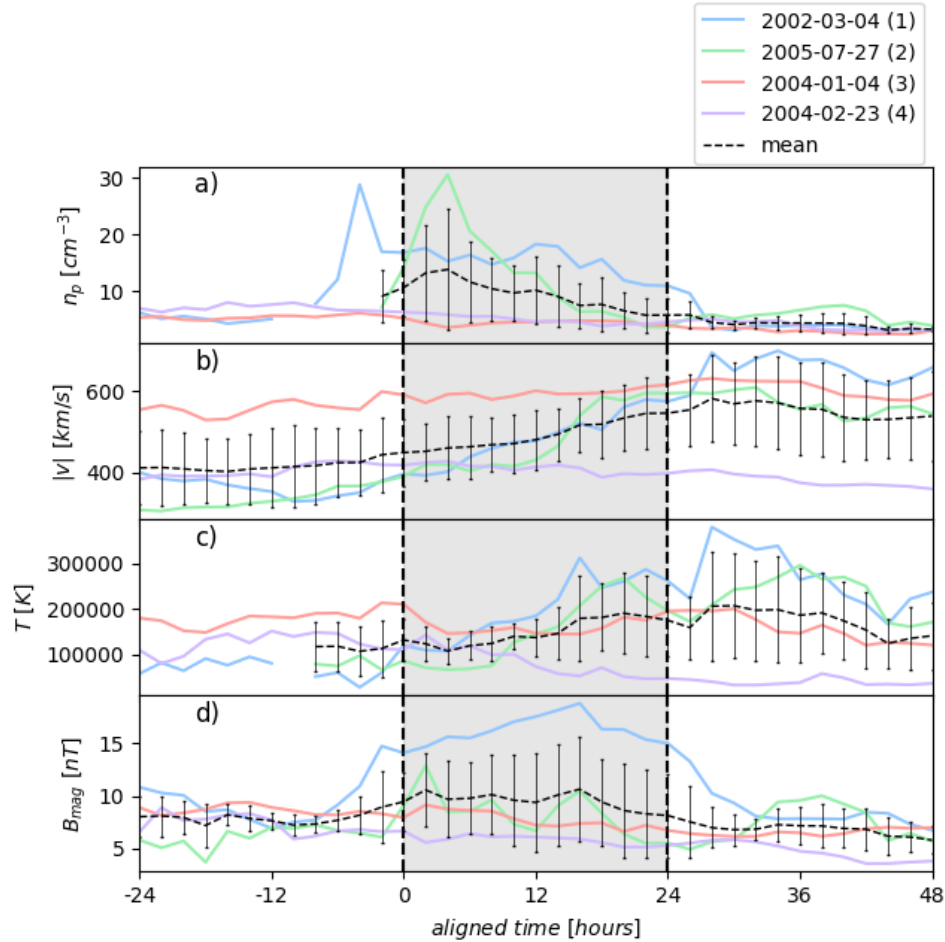 2002-03-04 (1)
2005-07-27 (2)
2004-01-04 (3)
2004-02-23 (4)
mean
a)
30
20
10
n_p [cm^{-3}]
b)
600
400
|v| [km/s]
c)
300000
200000
100000
T [K]
d)
15
10
5
B_{mag} [nT]
-24 -12 0 12 24 36 48
aligned time [hours]